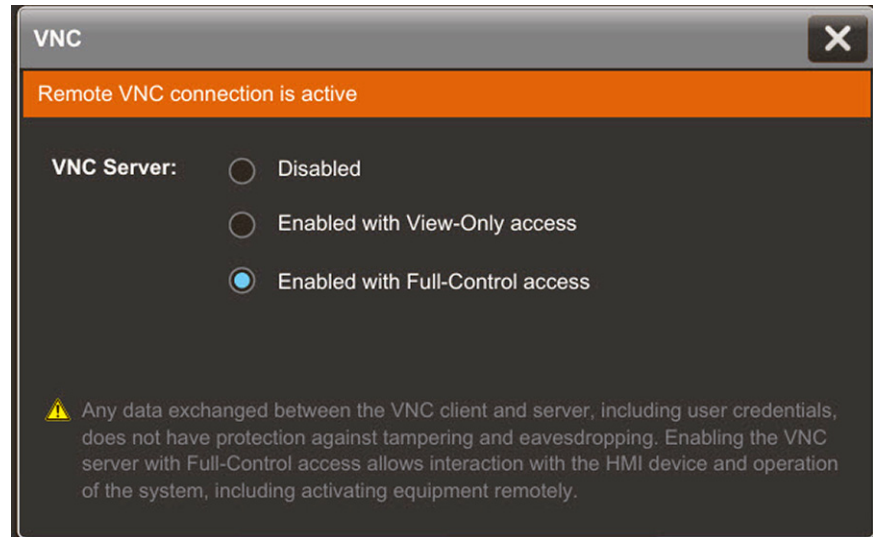 VNC
Remote VNC connection is active
VNC Server:
Disabled
Enabled with View-Only access
Enabled with Full-Control access
Any data exchanged between the VNC client and server, including user credentials,
does not have protection against tampering and eavesdropping. Enabling the VNC
server with Full-Control access allows interaction with the HMI device and operation
of the system, including activating equipment remotely.